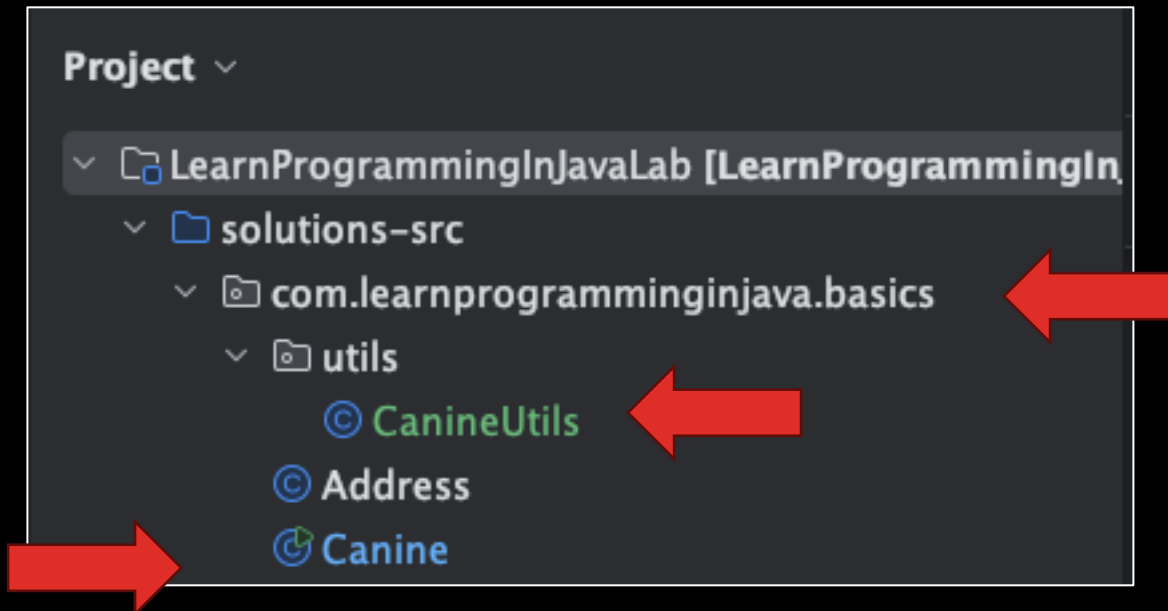 Project
LearnProgrammingInJavaLab [LearnProgrammingIn
solutions-src
com.learnprogramminginjava.basics
utils
CanineUtils
Address
Canine